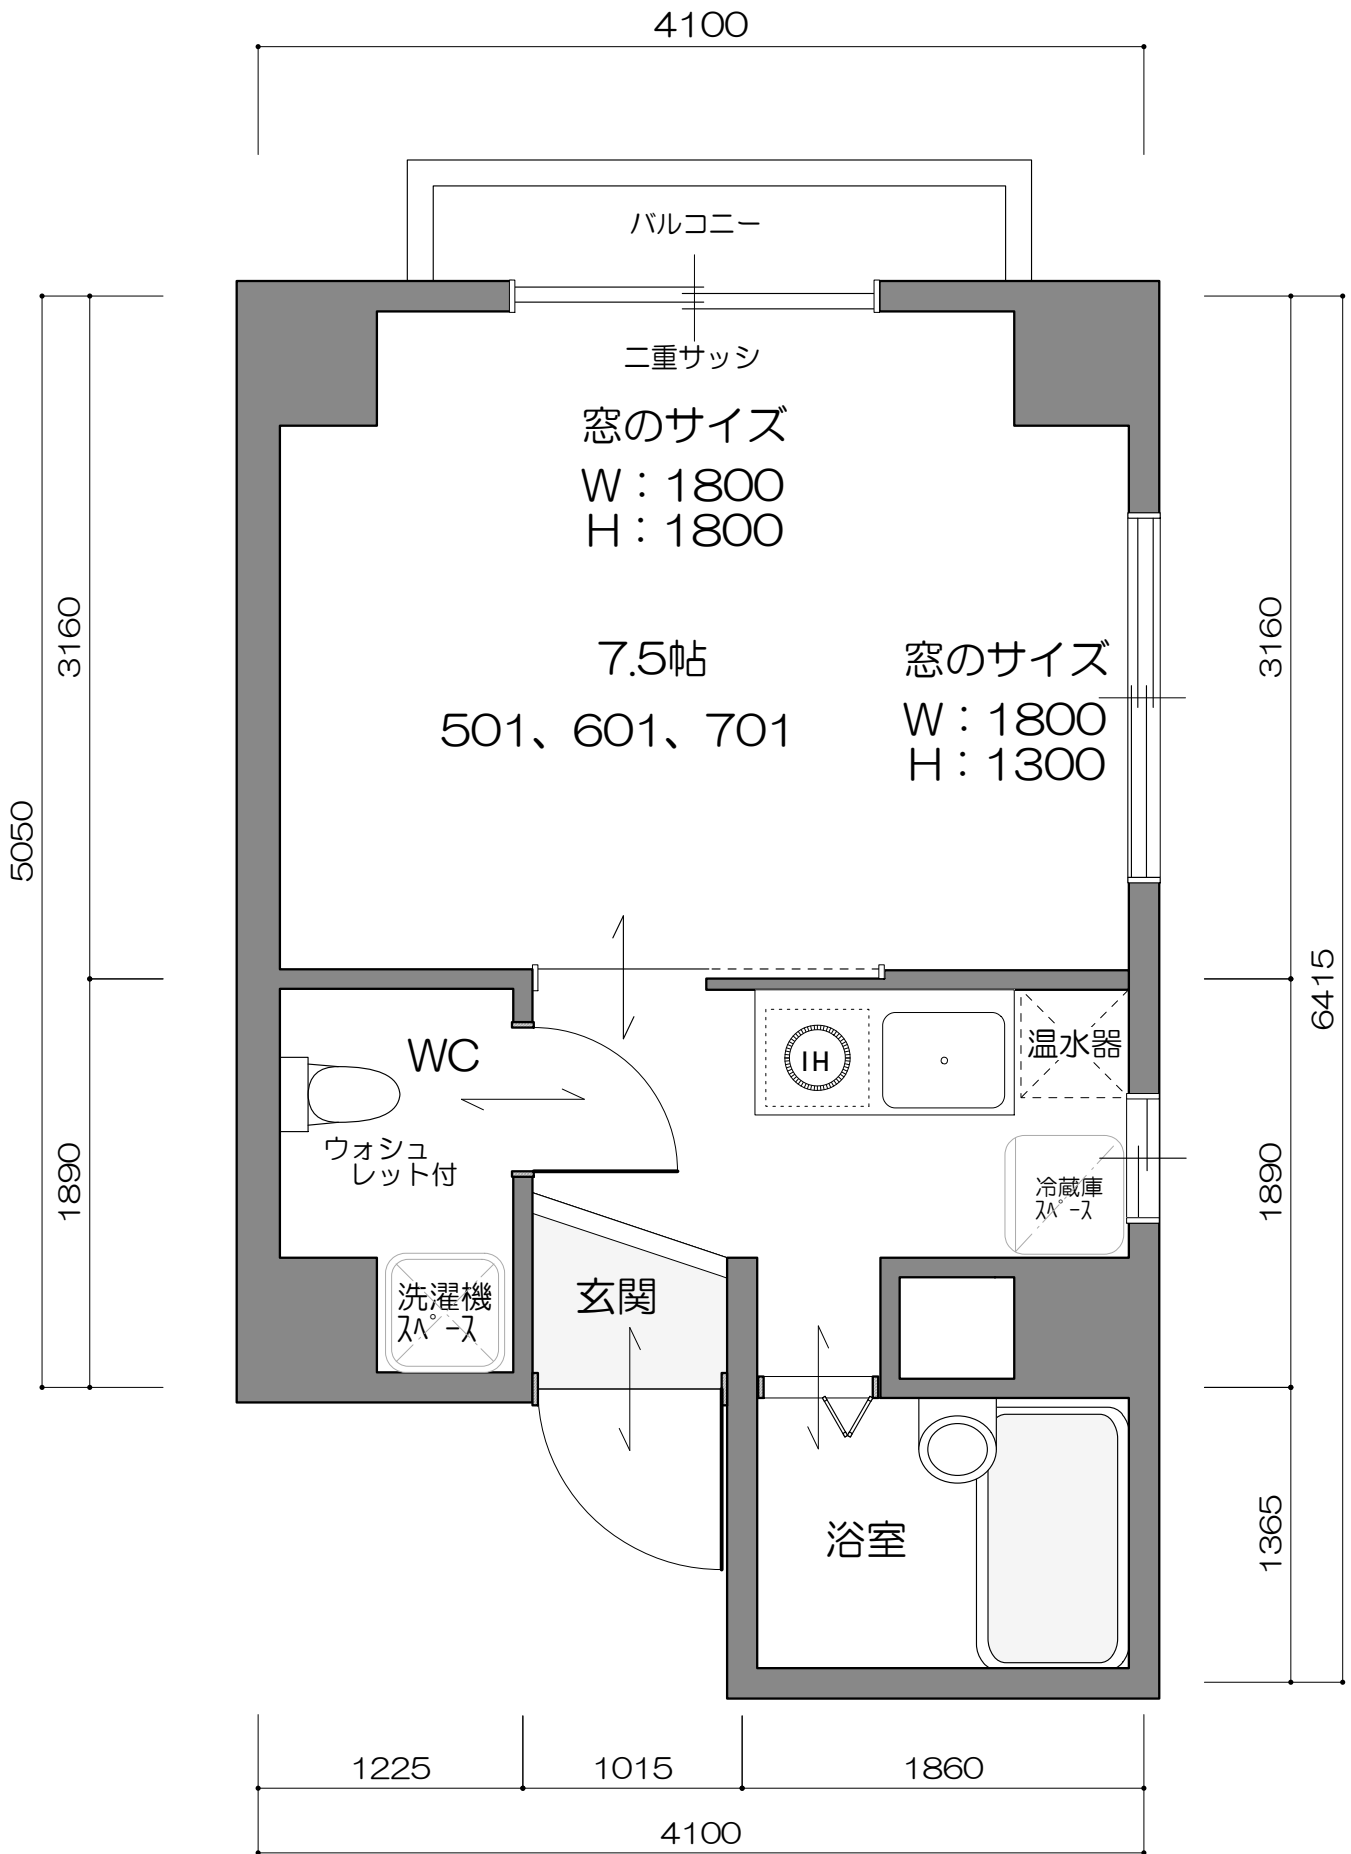 4100
バルコニー
二重サッシ
窓のサイズ
W：1800
H：1800
7.5帖
501、601、701
窓のサイズ
W：1800
H：1300
3160
5050
1890
3160
6415
1890
1365
WC
ウォシュ
レット付
IH
温水器
冷蔵庫
ｽﾍﾟｰｽ
洗濯機
ｽﾍﾟｰｽ
玄関
浴室
1225
1015
1860
4100